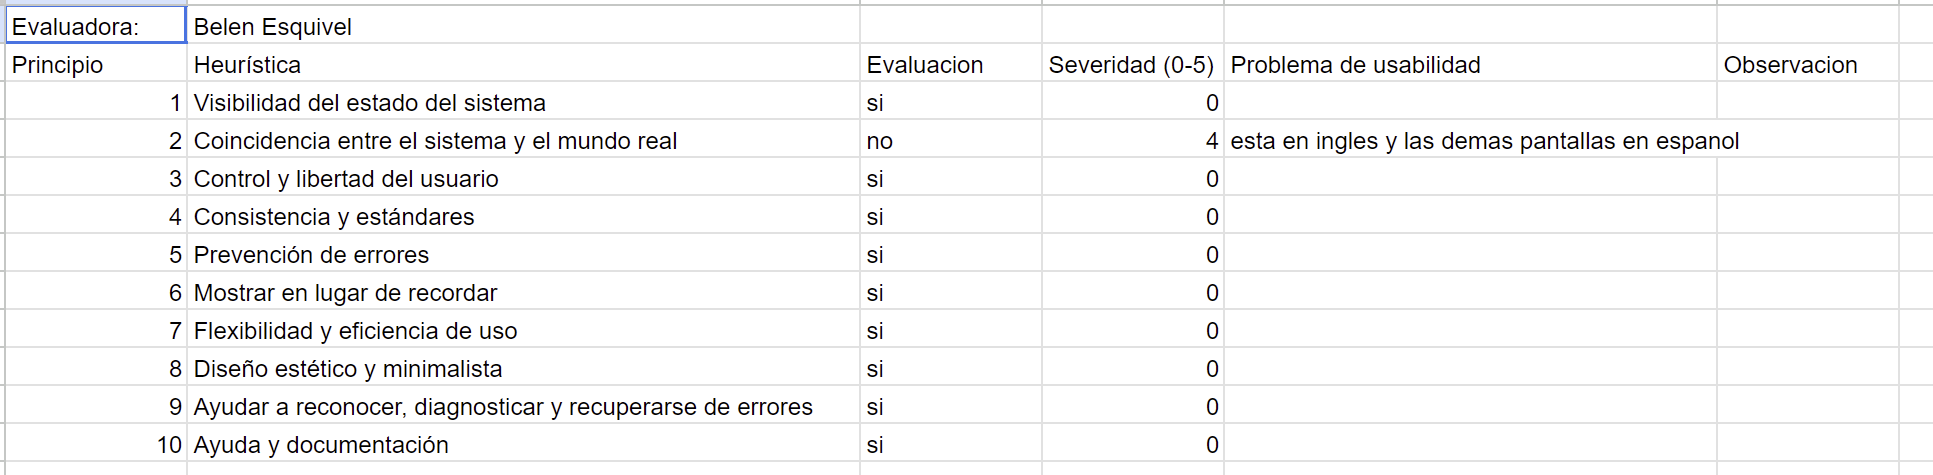 Evaluadora: Belen Esquivel
Principio Heurística Evaluacion Severidad (0-5) Problema de usabilidad Observacion
1 Visibilidad del estado del sistema si 0
2 Coincidencia entre el sistema y el mundo real no 4 esta en ingles y las demas pantallas en espanol
3 Control y libertad del usuario si 0
4 Consistencia y estándares si 0
5 Prevención de errores si 0
6 Mostrar en lugar de recordar si 0
7 Flexibilidad y eficiencia de uso si 0
8 Diseño estético y minimalista si 0
9 Ayudar a reconocer, diagnosticar y recuperarse de errores si 0
10 Ayuda y documentación si 0